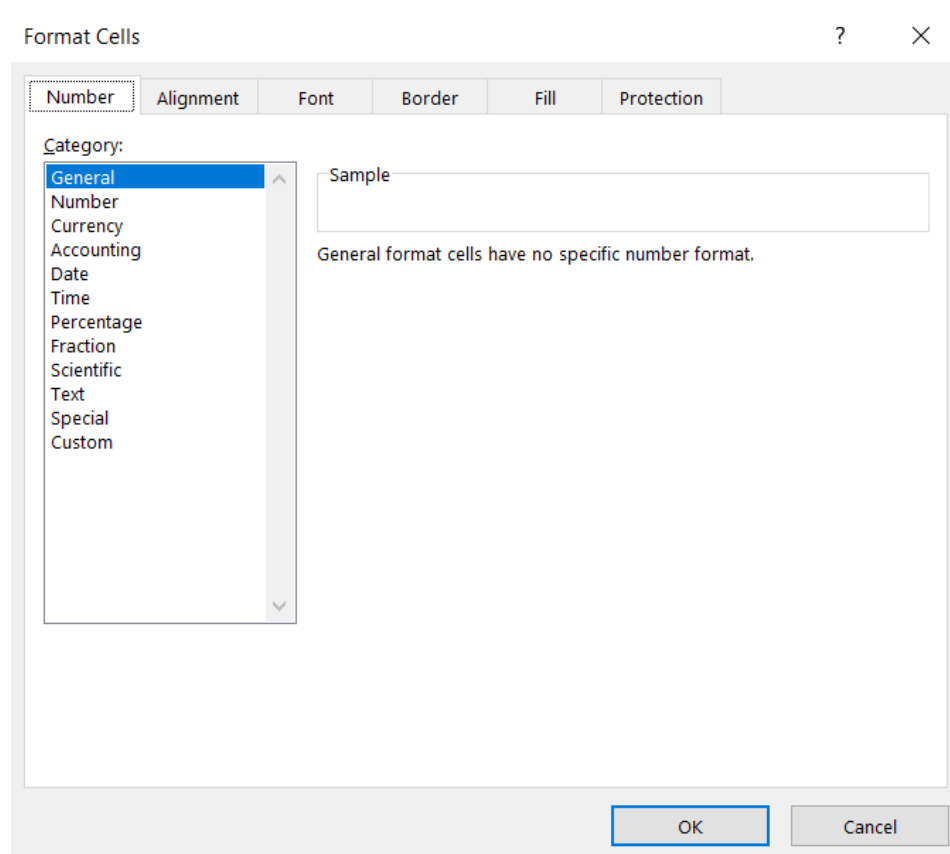 Format Cells ?
Number Alignment Font Border Fill Protection
Category:
General
Number
Currency
Accounting
Date
Time
Percentage
Fraction
Scientific
Text
Special
Custom
Sample
General format cells have no specific number format.
OK Cancel